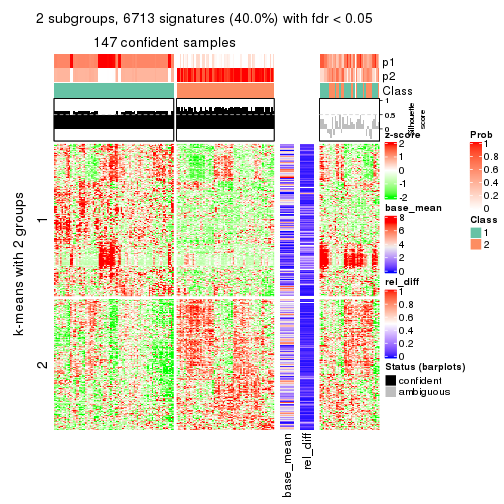 2 subgroups, 6713 signatures (40.0%) with fdr < 0.05
147 confident samples
p1
p2
Class
1
0.5
0
Silhouette
score
k-means with 2 groups
1
2
base_mean
rel_diff
z-score
2
1
0
-1
-2
base_mean
8
6
4
2
0
rel_diff
1
0.8
0.6
0.4
0.2
0
Status (barplots)
confident
ambiguous
Prob
1
0.8
0.6
0.4
0.2
0
Class
1
2